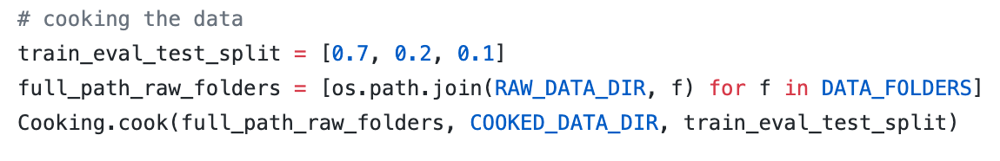 # cooking the data
train_eval_test_split = [0.7, 0.2, 0.1]
full_path_raw_folders = [os.path.join(RAW_DATA_DIR, f) for f in DATA_FOLDERS]
Cooking.cook(full_path_raw_folders, COOKED_DATA_DIR, train_eval_test_split)